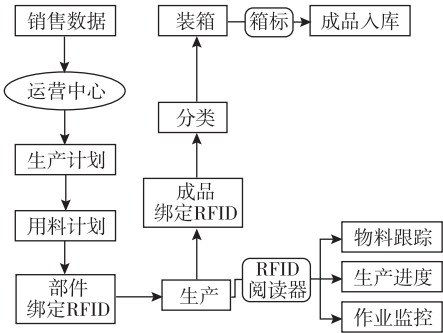 销售数据
运营中心
生产计划
用料计划
部件
绑定RFID
生产
成品
绑定RFID
分类
装箱
箱标
成品入库
RFID
阅读器
物料跟踪
生产进度
作业监控